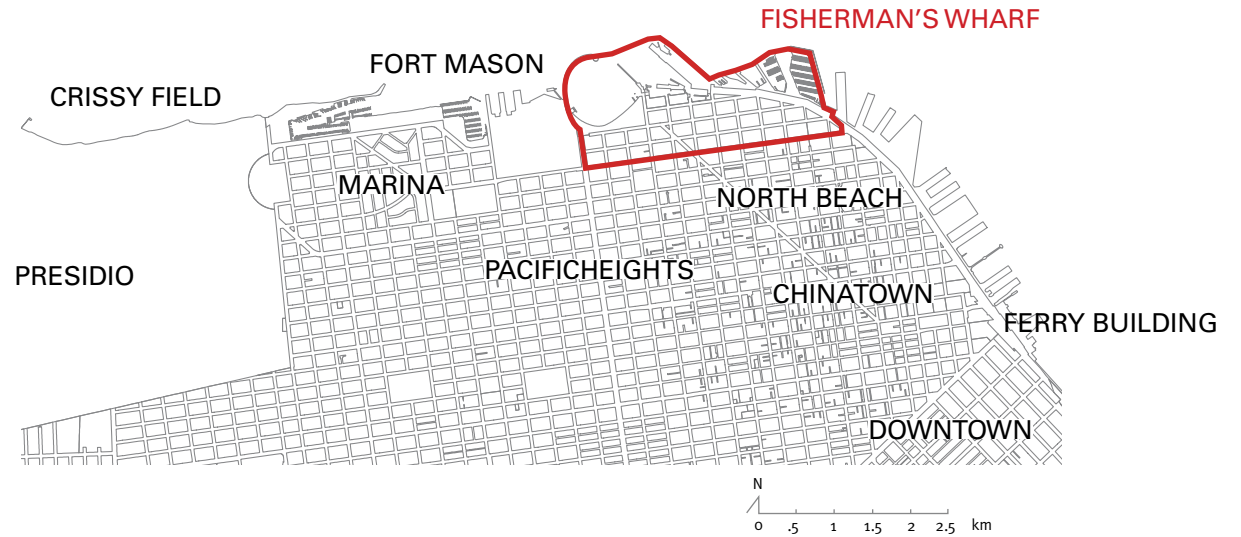 FISHERMAN'S WHARF
FORT MASON
CRISSY FIELD
MARINA
NORTH BEACH
PRESIDIO
PACIFICHEIGHTS
CHINATOWN
FERRY BUILDING
DOWNTOWN
N
0 .5 1 1.5 2 2.5 km